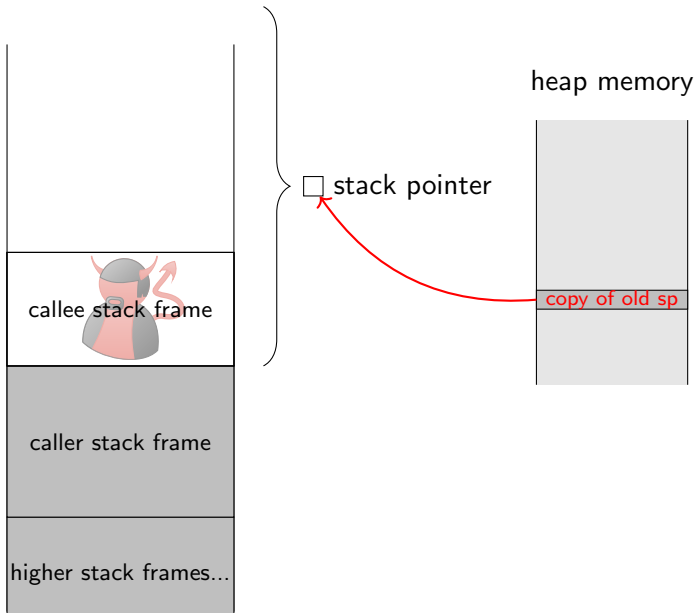 heap memory
stack pointer
copy of old sp
callee stack frame
caller stack frame
higher stack frames...